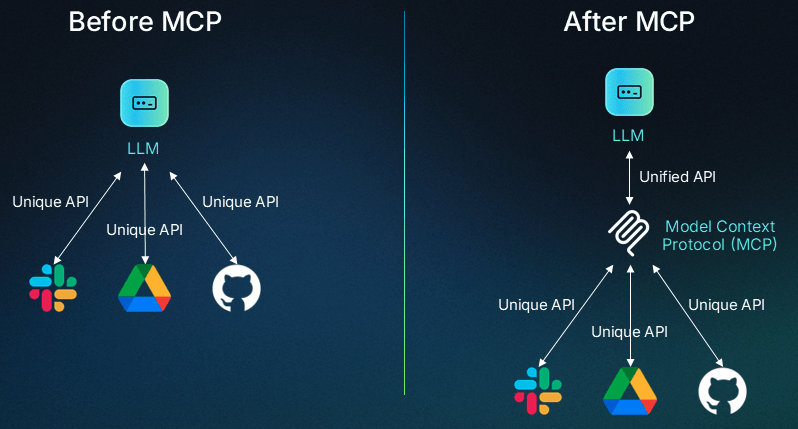 Before MCP
LLM
Unique API
Unique API
Unique API
After MCP
LLM
Unified API
Model Context
Protocol (MCP)
Unique API
Unique API
Unique API